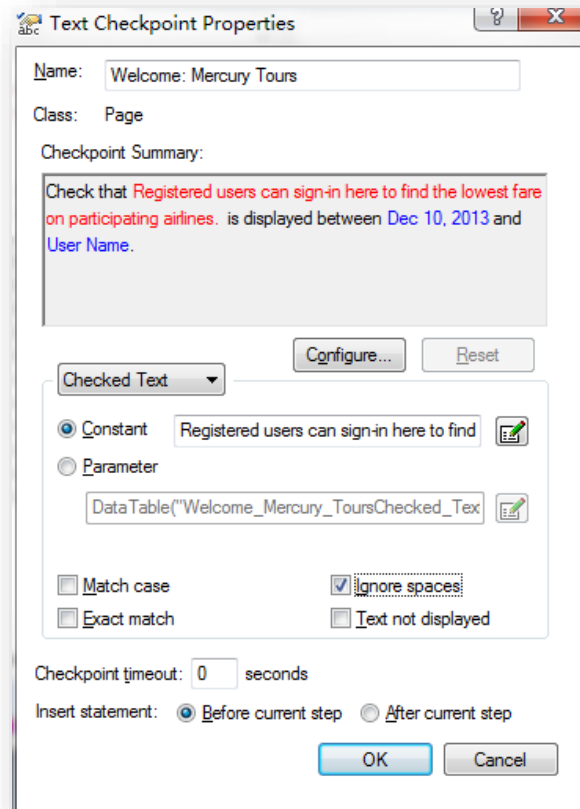 abc Text Checkpoint Properties
Name: Welcome: Mercury Tours
Class: Page
Checkpoint Summary:
Check that Registered users can sign-in here to find the lowest fare
on participating airlines. is displayed between Dec 10, 2013 and
User Name.
Configure... Reset
Checked Text
Constant Registered users can sign-in here to find
Parameter
DataTable("Welcome_Mercury_ToursChecked_Tex
Match case Ignore spaces
Exact match Text not displayed
Checkpoint timeout: 0 seconds
Insert statement: Before current step After current step
OK Cancel